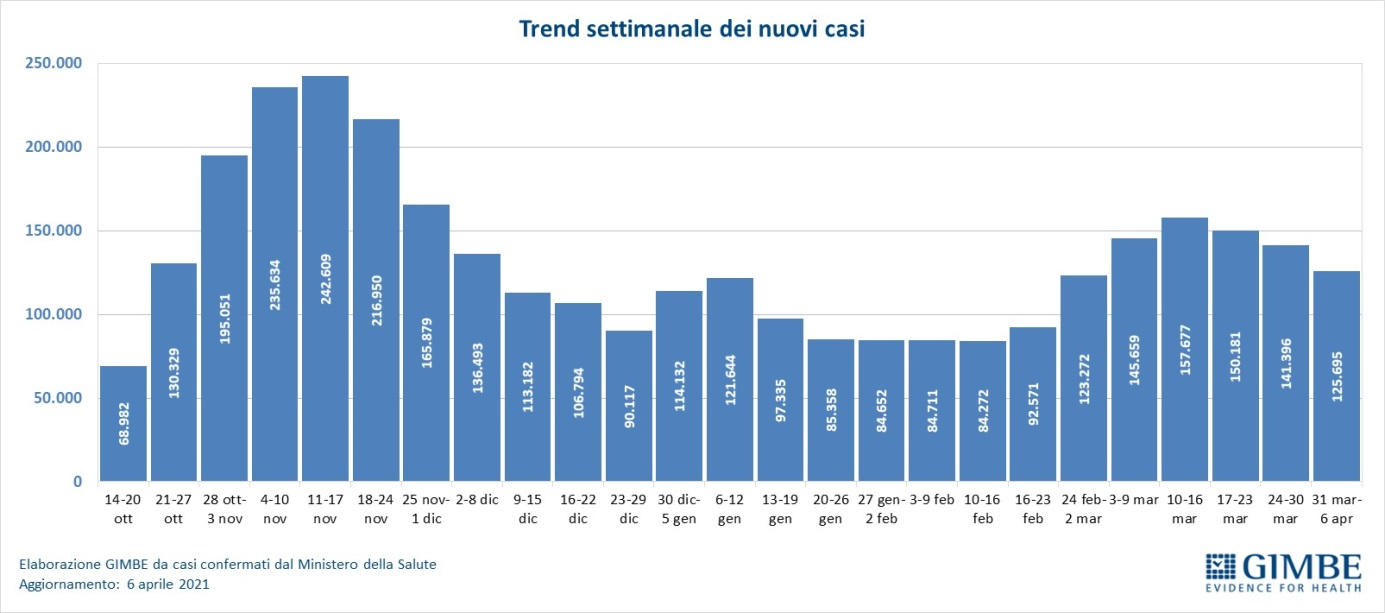 Trend settimanale dei nuovi casi
250.000
200.000
150.000
100.000
50.000
0
68.982
130.329
195.051
235.634
242.609
216.950
165.879
136.493
113.182
106.794
90.117
114.132
121.644
97.335
85.358
84.652
84.711
84.272
92.571
123.272
145.659
157.677
150.181
141.396
125.695
14-20
ott
21-27
ott
28 ott-
3 nov
4-10
nov
11-17
nov
18-24
nov
25 nov-
1 dic
2-8 dic
9-15
dic
16-22
dic
23-29
dic
30 dic-
5 gen
6-12
gen
13-19
gen
20-26
gen
27 gen-
2 feb
3-9 feb
10-16
feb
16-23
feb
24 feb-
2 mar
3-9 mar
10-16
mar
17-23
mar
24-30
mar
31 mar-
6 apr
Elaborazione GIMBE da casi confermati dal Ministero della Salute
Aggiornamento: 6 aprile 2021
GIMBE
EVIDENCE FOR HEALTH